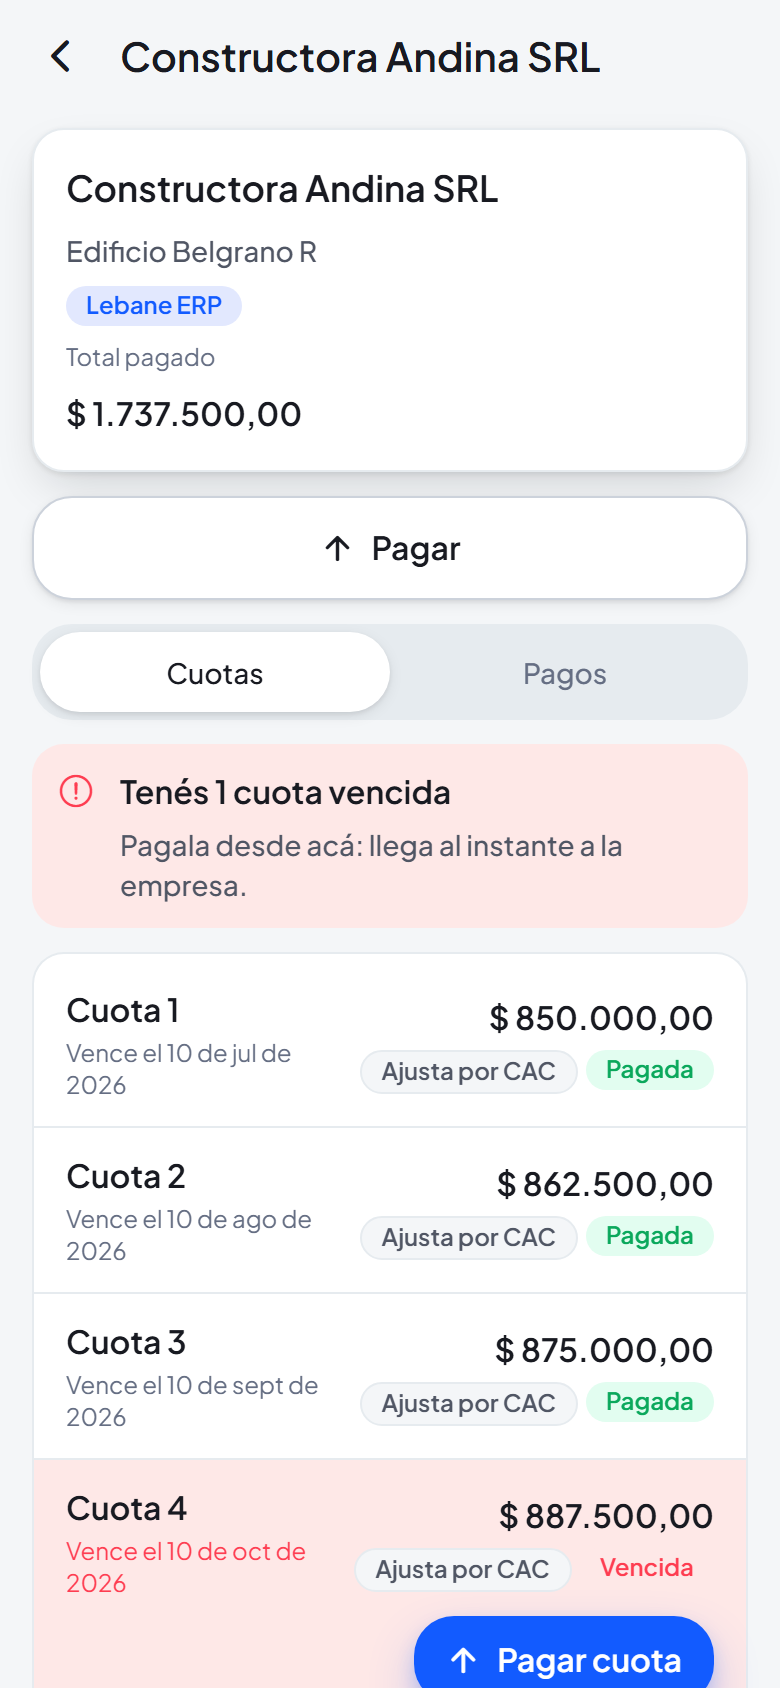 Constructora Andina SRL
Constructora Andina SRL
Edificio Belgrano R
Lebane ERP
Total pagado
$ 1.737.500,00
Pagar
Cuotas
Pagos
Tenés 1 cuota vencida
Pagala desde acá: llega al instante a la
empresa.
Cuota 1
$ 850.000,00
Vence el 10 de jul de
2026
Ajusta por CAC
Pagada
Cuota 2
$ 862.500,00
Vence el 10 de ago de
2026
Ajusta por CAC
Pagada
Cuota 3
$ 875.000,00
Vence el 10 de sept de
2026
Ajusta por CAC
Pagada
Cuota 4
$ 887.500,00
Vence el 10 de oct de
2026
Ajusta por CAC
Vencida
Pagar cuota